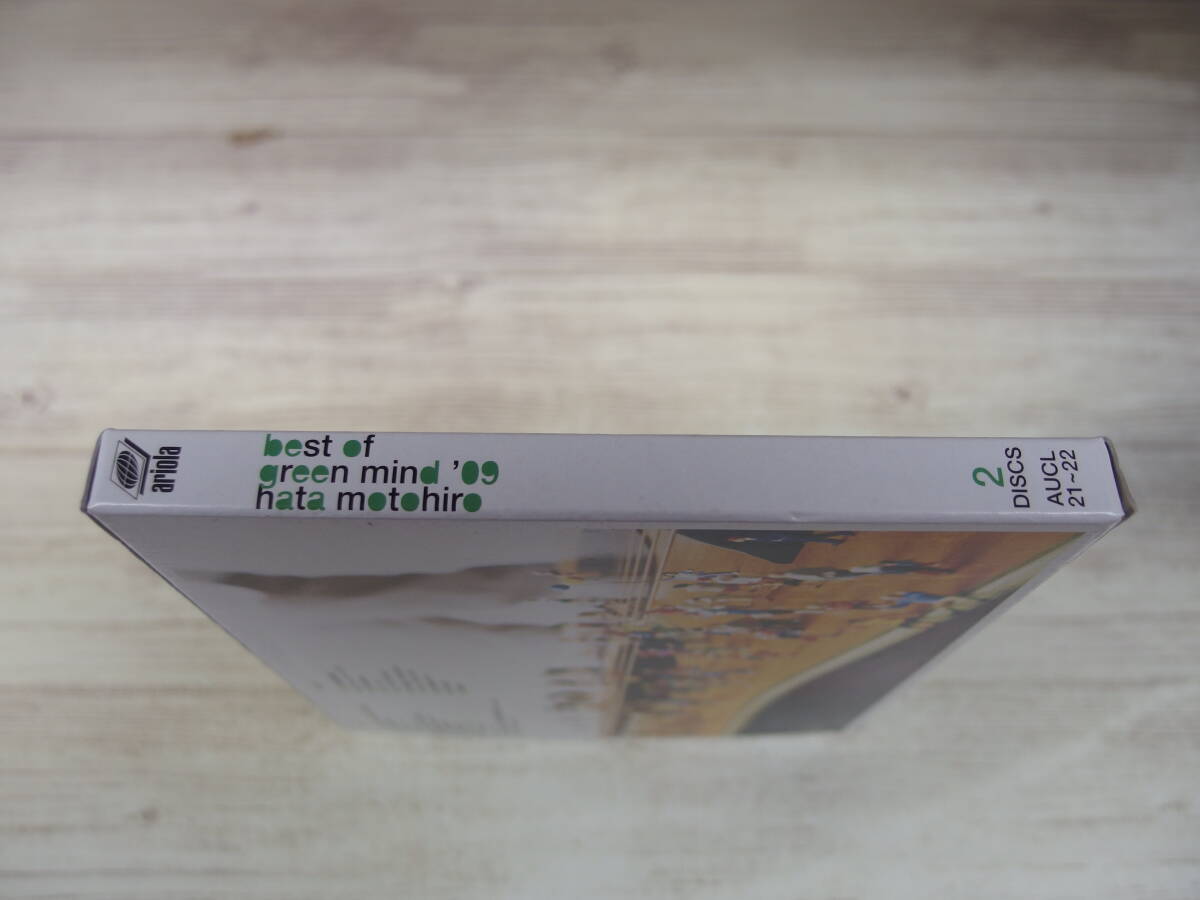 ariola
best of
green mind '09
hata motohiro
2
DISCS
AUCL
21~22